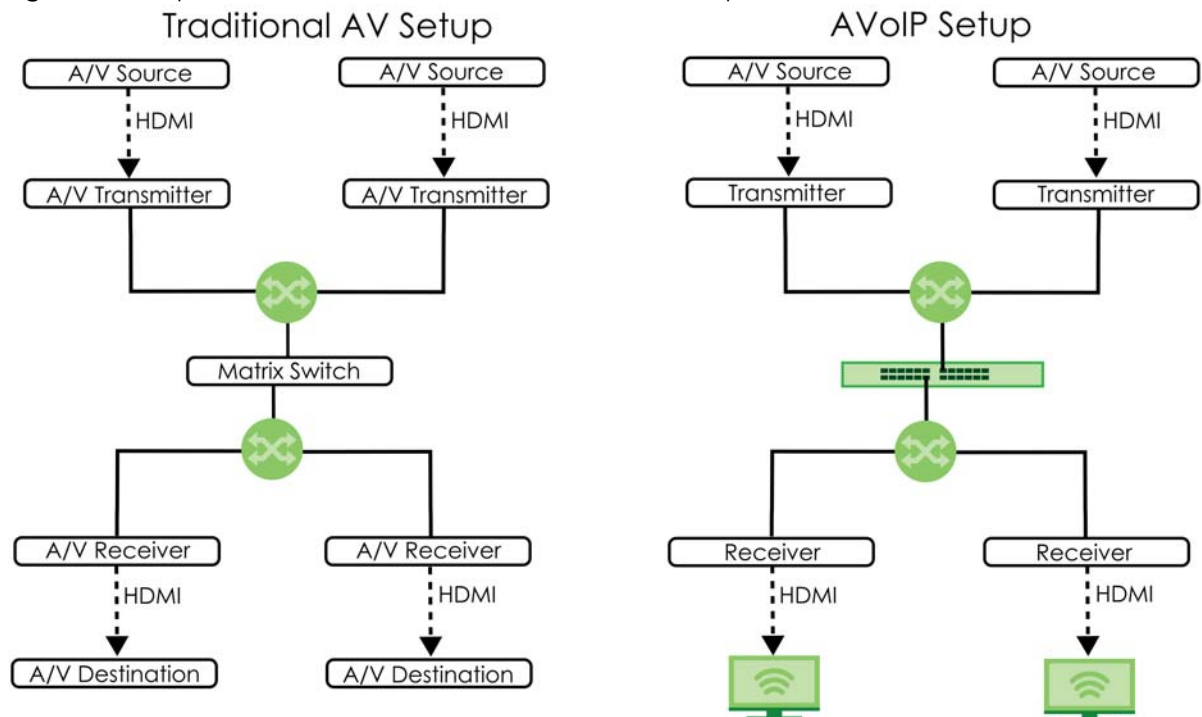 Traditional AV Setup
A/V Source
A/V Source
HDMI
HDMI
A/V Transmitter
A/V Transmitter
Matrix Switch
A/V Receiver
A/V Receiver
HDMI
HDMI
A/V Destination
A/V Destination
AVoIP Setup
A/V Source
A/V Source
HDMI
HDMI
Transmitter
Transmitter
Receiver
Receiver
HDMI
HDMI